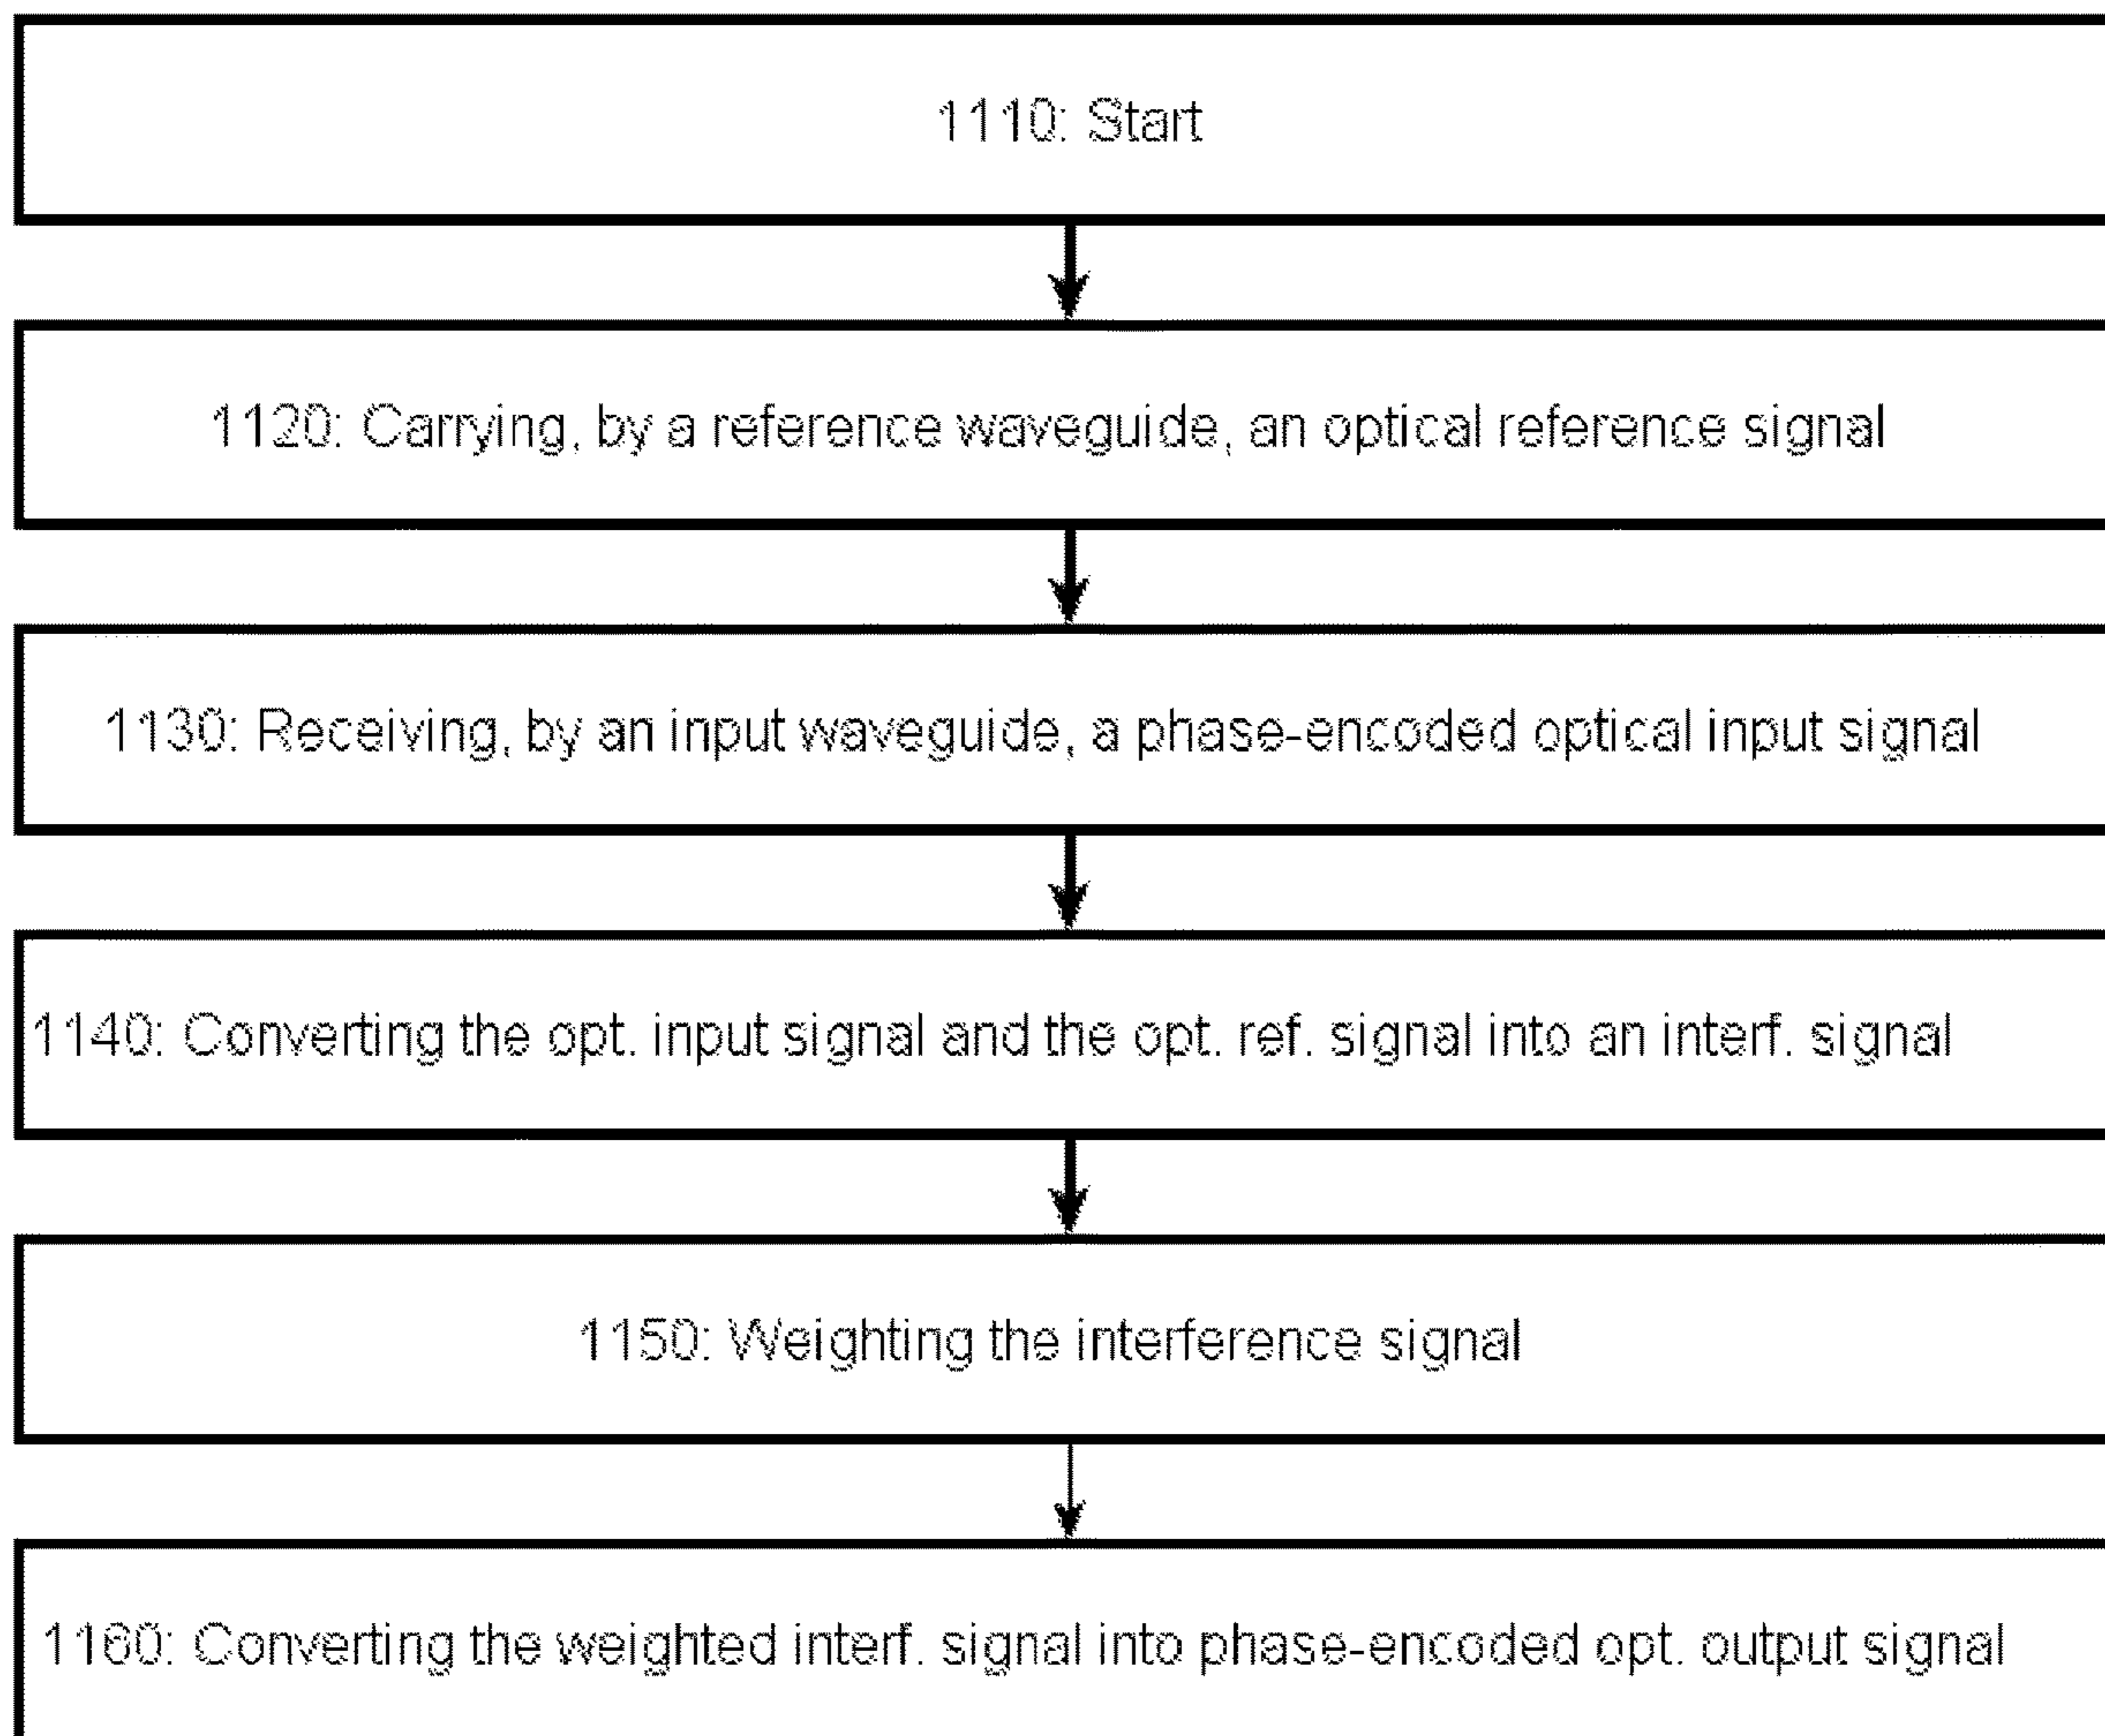 1110: Start
1120: Carrying, by a reference waveguide, an optical reference signal
1130: Receiving, by an input waveguide, a phase-encoded optical input signal
1140: Converting the opt. input signal and the opt. ref. signal into an interf. signal
1150: Weighting the interference signal
1160: Converting the weighted interf. signal into phase-encoded opt. output signal